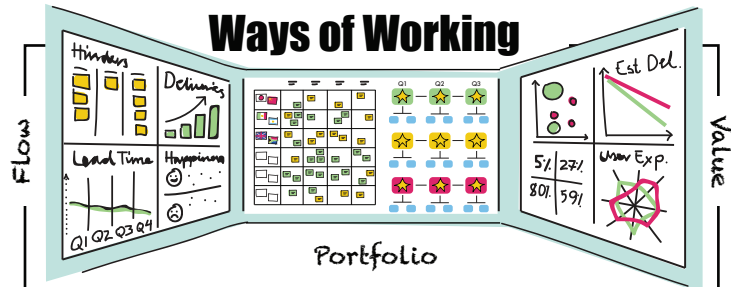 Ways of Working
Flow
Hinders
Deliveries
Lead Time
Happiness
Q1 Q2 Q3 Q4
Q1 Q2 Q3
Portfolio
Est Del.
5% 27%
80% 59%
User Exp.
Value